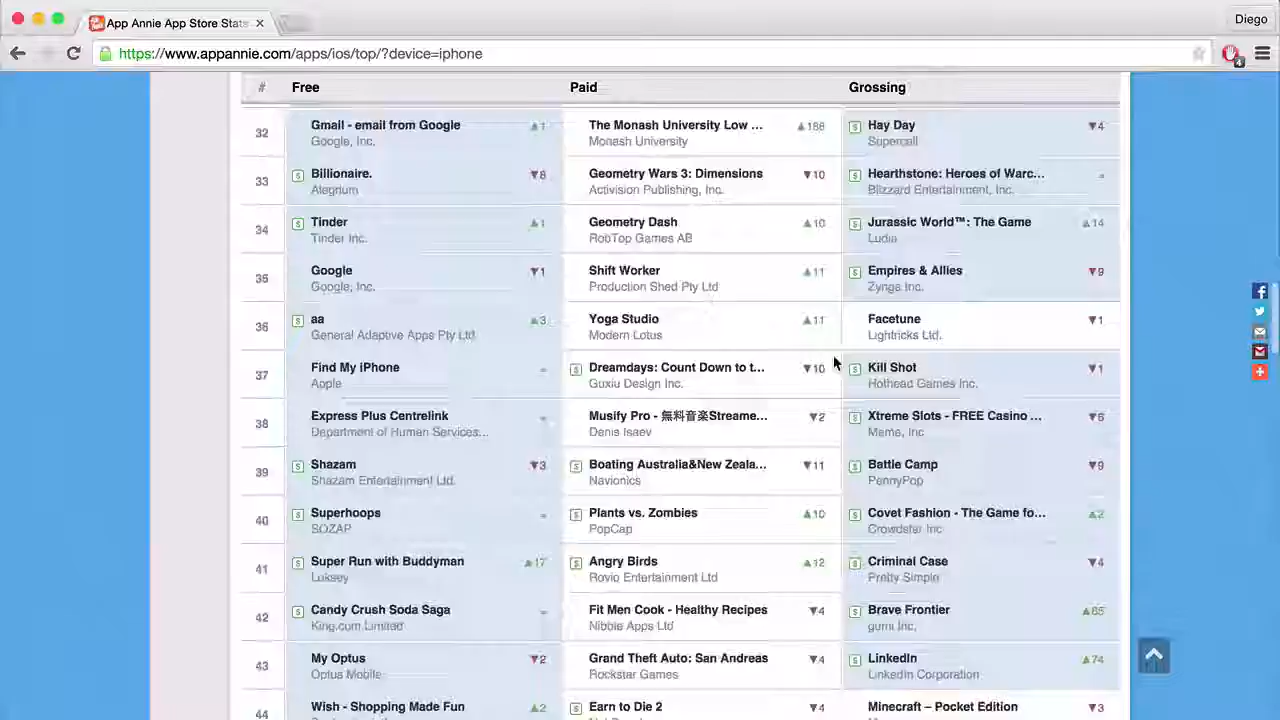 App Annie App Store Stats
Diego
https://www.appannie.com/apps/ios/top/?device=iphone
4
# Free Paid Grossing
32 Gmail - email from Google ▲1 The Monash University Low ... ▲188 Hay Day ▼4
Google, Inc. Monash University Supercell
33 Billionaire. ▼8 Geometry Wars 3: Dimensions ▼10 Hearthstone: Heroes of Warc... =
Alegrium Activision Publishing, Inc. Blizzard Entertainment, Inc.
34 Tinder ▲1 Geometry Dash ▲10 Jurassic World™: The Game ▲14
Tinder Inc. RobTop Games AB Ludia
35 Google ▼1 Shift Worker ▲11 Empires & Allies ▼9
Google, Inc. Production Shed Pty Ltd Zynga Inc.
36 aa ▲3 Yoga Studio ▲11 Facetune ▼1
General Adaptive Apps Pty Ltd Modern Lotus Lightricks Ltd.
37 Find My iPhone = Dreamdays: Count Down to t... ▼10 Kill Shot ▼1
Apple Guxiu Design Inc. Hothead Games Inc.
38 Express Plus Centrelink = Musify Pro - 無料音楽Streame... ▼2 Xtreme Slots - FREE Casino ... ▼6
Department of Human Services... Denis Isaev Meme, Inc
39 Shazam ▼3 Boating Australia&New Zeala... ▼11 Battle Camp ▼9
Shazam Entertainment Ltd. Navionics PennyPop
40 Superhoops = Plants vs. Zombies ▲10 Covet Fashion - The Game fo... ▲2
SOZAP PopCap Crowdstar Inc
41 Super Run with Buddyman ▲17 Angry Birds ▲12 Criminal Case ▼4
Luksey Rovio Entertainment Ltd Pretty Simple
42 Candy Crush Soda Saga = Fit Men Cook - Healthy Recipes ▼4 Brave Frontier ▲85
King.com Limited Nibble Apps Ltd gumi Inc.
43 My Optus ▼2 Grand Theft Auto: San Andreas ▼4 LinkedIn ▲74
Optus Mobile Rockstar Games LinkedIn Corporation
44 Wish - Shopping Made Fun ▲2 Earn to Die 2 ▼4 Minecraft – Pocket Edition ▼3